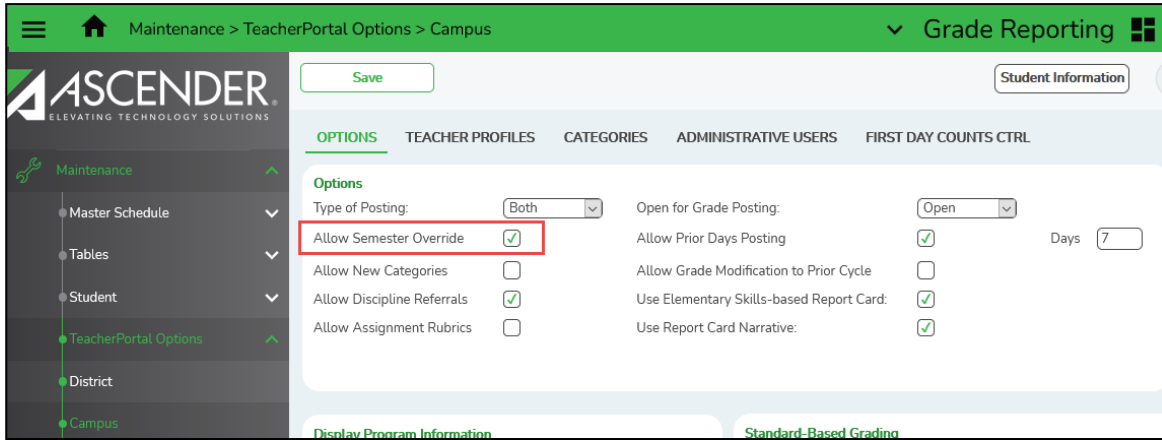 Maintenance > TeacherPortal Options > Campus
Grade Reporting
ASCENDER.
ELEVATING TECHNOLOGY SOLUTIONS
Save
Student Information
OPTIONS TEACHER PROFILES CATEGORIES ADMINISTRATIVE USERS FIRST DAY COUNTS CTRL
Maintenance
Master Schedule
Tables
Student
TeacherPortal Options
District
Campus
Options
Type of Posting: Both Open for Grade Posting: Open
Allow Semester Override Allow Prior Days Posting Days 7
Allow New Categories Allow Grade Modification to Prior Cycle
Allow Discipline Referrals Use Elementary Skills-based Report Card:
Allow Assignment Rubrics Use Report Card Narrative:
Display Program Information Standard-Based Grading